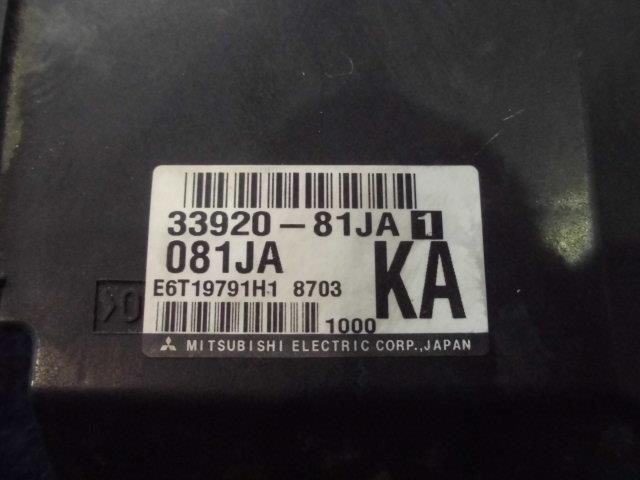 33920-81JA 1
081JA
KA
E6T19791H1 8703
1000
MITSUBISHI ELECTRIC CORP.,JAPAN